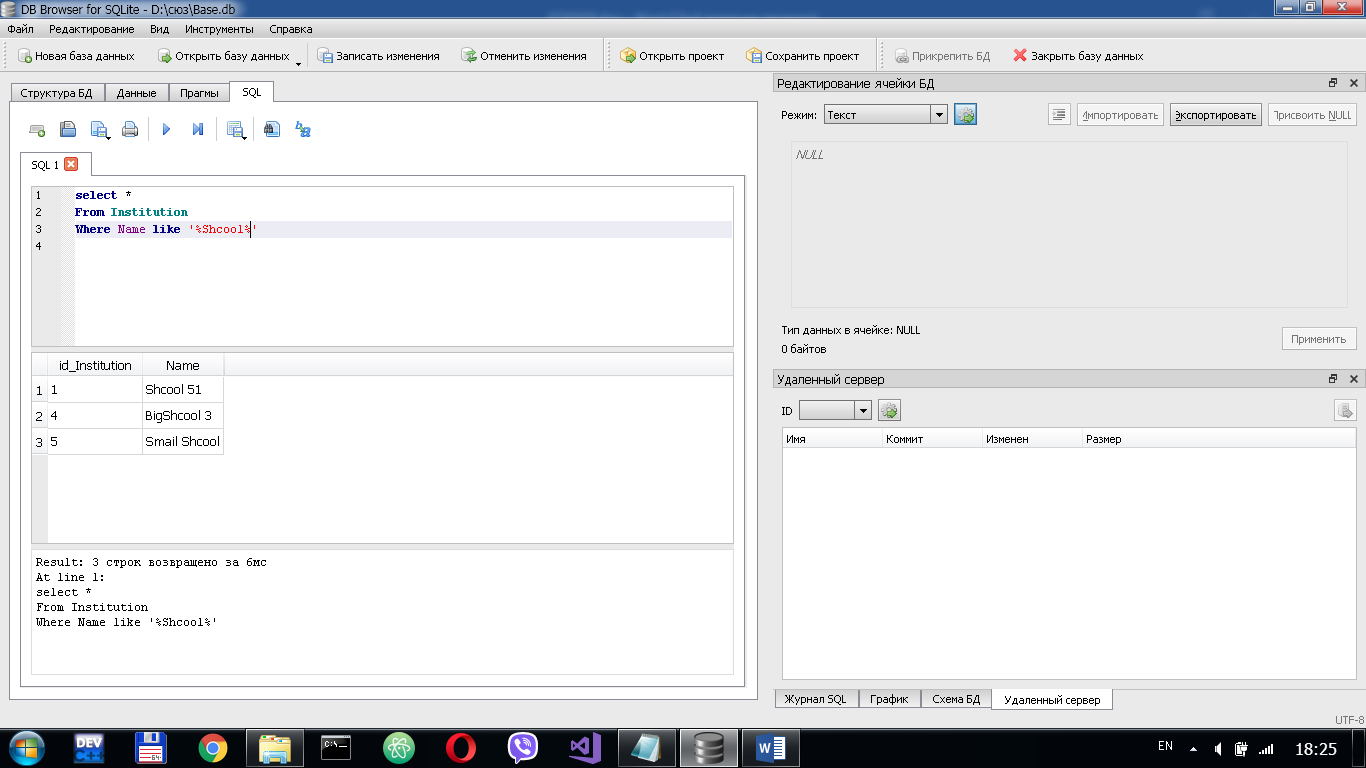 DB Browser for SQLite - D:\сюз\Base.db
Файл Редактирование Вид Инструменты Справка
Новая база данных Открыть базу данных Записать изменения Отменить изменения Открыть проект Сохранить проект Прикрепить БД Закрыть базу данных
Структура БД Данные Прагмы SQL
SQL 1
1 select *
2 From Institution
3 Where Name like '%Shcool%'
4
id_Institution Name
1 1 Shcool 51
2 4 BigShcool 3
3 5 Smail Shcool
Result: 3 строк возвращено за 6мс
At line 1:
select *
From Institution
Where Name like '%Shcool%'
Редактирование ячейки БД
Режим: Текст Импортировать Экспортировать Присвоить NULL
NULL
Тип данных в ячейке: NULL
0 байтов
Применить
Удаленный сервер
ID
Имя Коммит Изменен Размер
Журнал SQL График Схема БД Удаленный сервер
UTF-8
DEV
C++
64
C:\
W
EN 18:25